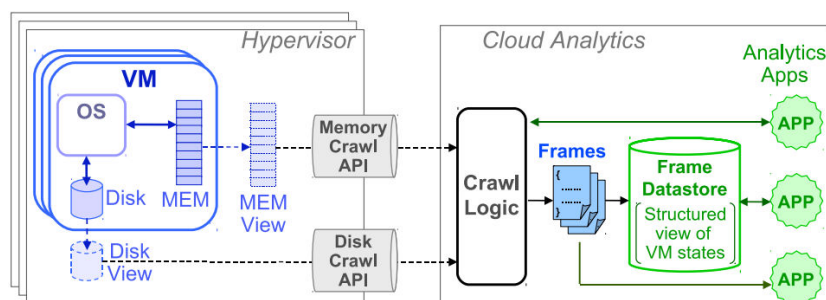 Hypervisor
VM
OS
Disk
MEM
MEM
View
Disk
View
Memory
Crawl
API
Disk
Crawl
API
Cloud Analytics
Crawl
Logic
Frames
{
.......
.......
}
Frame
Datastore
Structured
view of
VM states
Analytics
Apps
APP
APP
APP